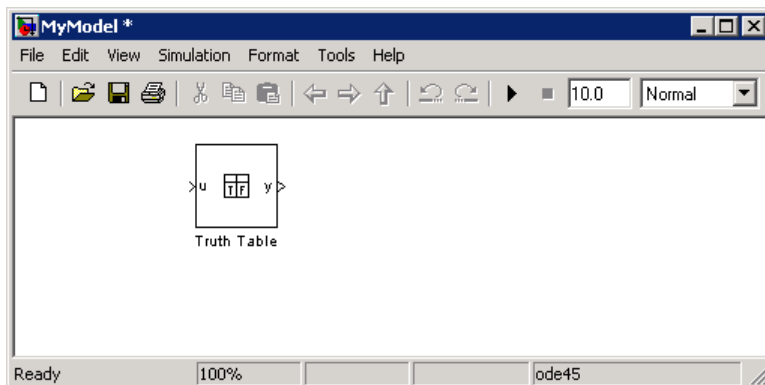 MyModel *
File Edit View Simulation Format Tools Help
10.0 Normal
u T F y
Truth Table
Ready 100% ode45